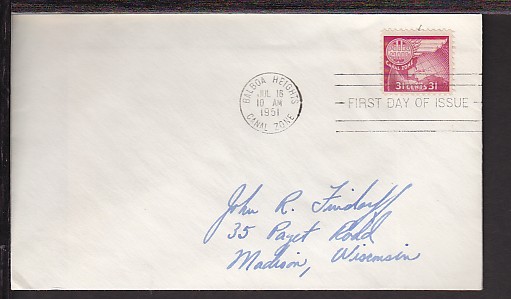 CANAL ZONE
31 CENTS 31
BALBOA HEIGHTS
JUL 16
10 AM
1951
CANAL ZONE
FIRST DAY OF ISSUE
John R. Findorff
35 Paget Road
Madison, Wisconsin